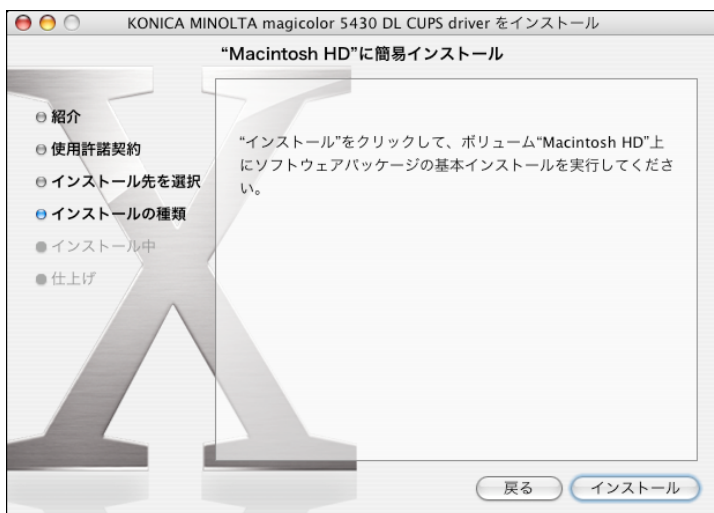 KONICA MINOLTA magicolor 5430 DL CUPS driver をインストール
“Macintosh HD”に簡易インストール
紹介
使用許諾契約
インストール先を選択
インストールの種類
インストール中
仕上げ
“インストール”をクリックして、ボリューム“Macintosh HD”上
にソフトウェアパッケージの基本インストールを実行してくださ
い。
戻る
インストール